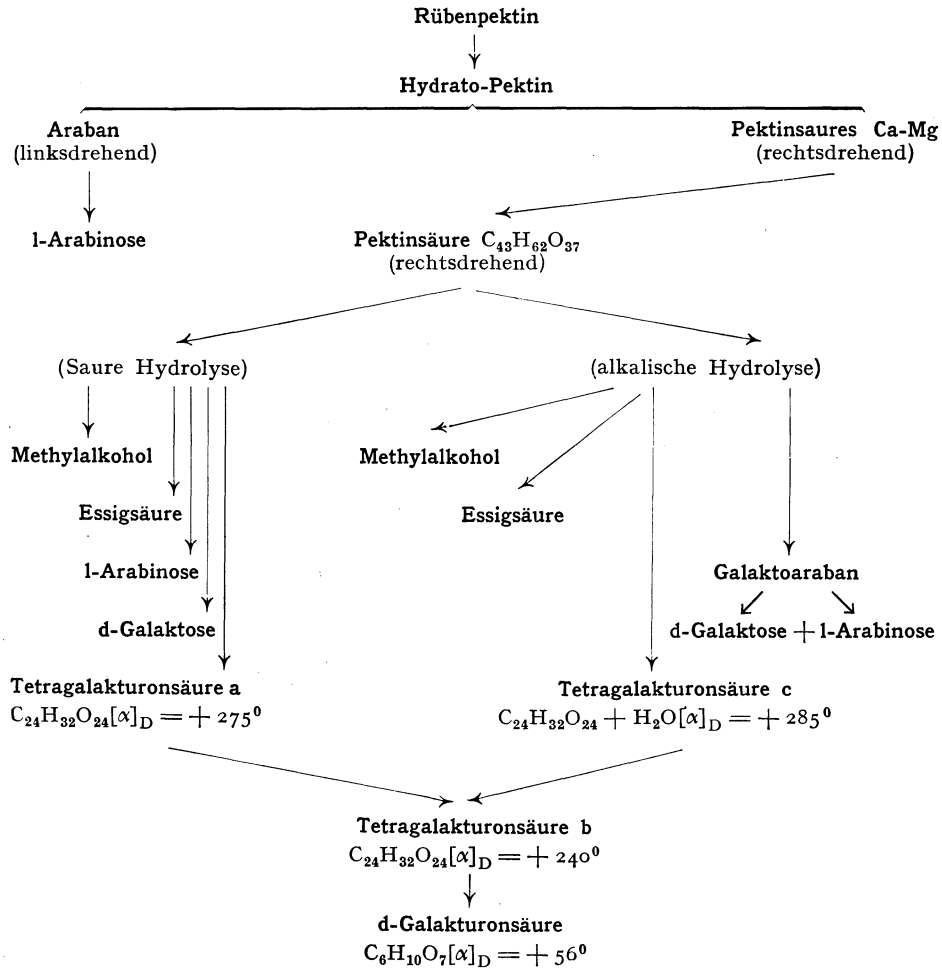 Rübenpektin
Hydrato-Pektin
Araban
(linksdrehend)
Pektinsaures Ca-Mg
(rechtsdrehend)
l-Arabinose
Pektinsäure C₄₃H₆₂O₃₇
(rechtsdrehend)
(Saure Hydrolyse)
(alkalische Hydrolyse)
Methylalkohol
Methylalkohol
Essigsäure
Essigsäure
l-Arabinose
Galaktoaraban
d-Galaktose
d-Galaktose + l-Arabinose
Tetragalakturonsäure a
C₂₄H₃₂O₂₄[α]D = + 275⁰
Tetragalakturonsäure c
C₂₄H₃₂O₂₄ + H₂O[α]D = + 285⁰
Tetragalakturonsäure b
C₂₄H₃₂O₂₄[α]D = + 240⁰
d-Galakturonsäure
C₆H₁₀O₇[α]D = + 56⁰